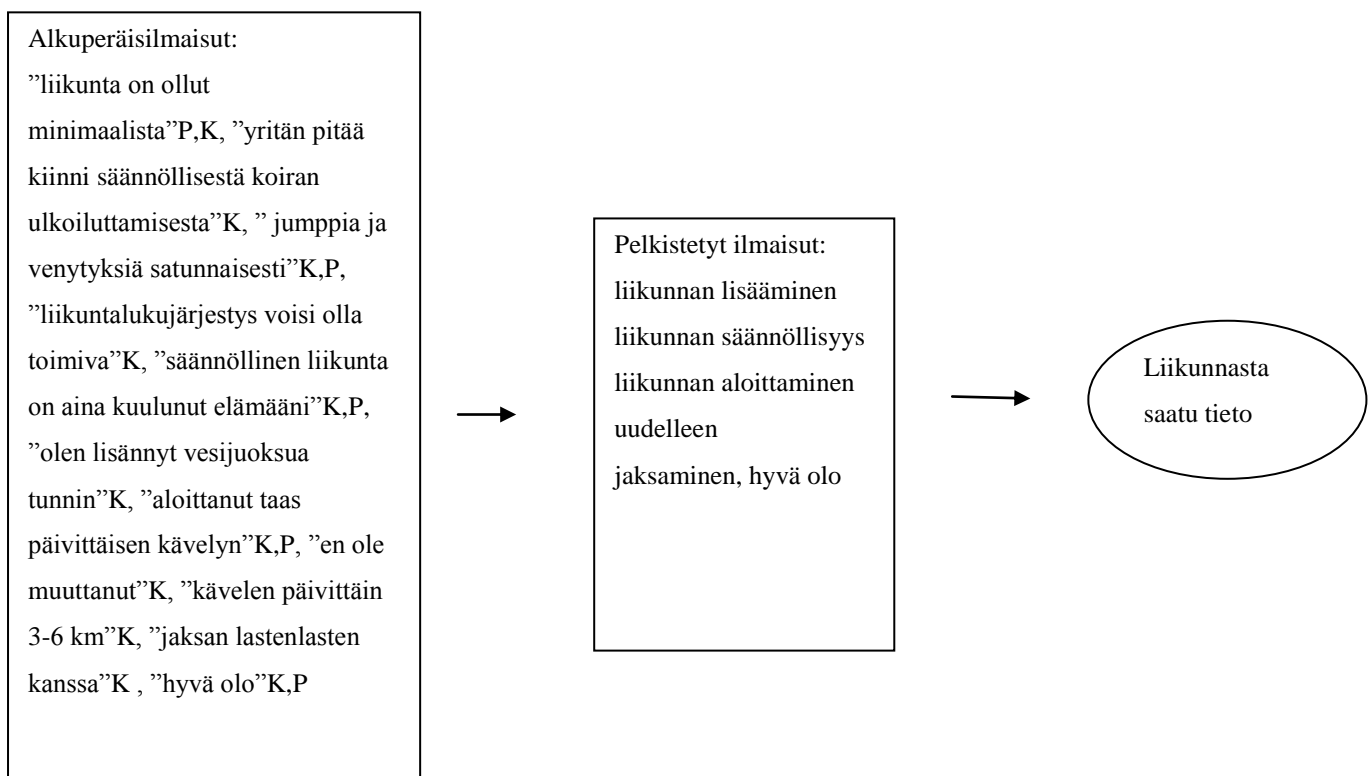 Alkuperäisilmaisut:
”liikunta on ollut
minimaalista”P,K, ”yritän pitää
kiinni säännöllisestä koiran
ulkoiluttamisesta”K, ” jumppia ja
venytyksiä satunnaisesti”K,P,
”liikuntalukujärjestys voisi olla
toimiva”K, ”säännöllinen liikunta
on aina kuulunut elämääni”K,P,
”olen lisännyt vesijuoksua
tunnin”K, ”aloittanut taas
päivittäisen kävelyn”K,P, ”en ole
muuttanut”K, ”kävelen päivittäin
3-6 km”K, ”jaksan lastenlasten
kanssa”K , ”hyvä olo”K,P
Pelkistetyt ilmaisut:
liikunnan lisääminen
liikunnan säännöllisyys
liikunnan aloittaminen
uudelleen
jaksaminen, hyvä olo
Liikunnasta
saatu tieto